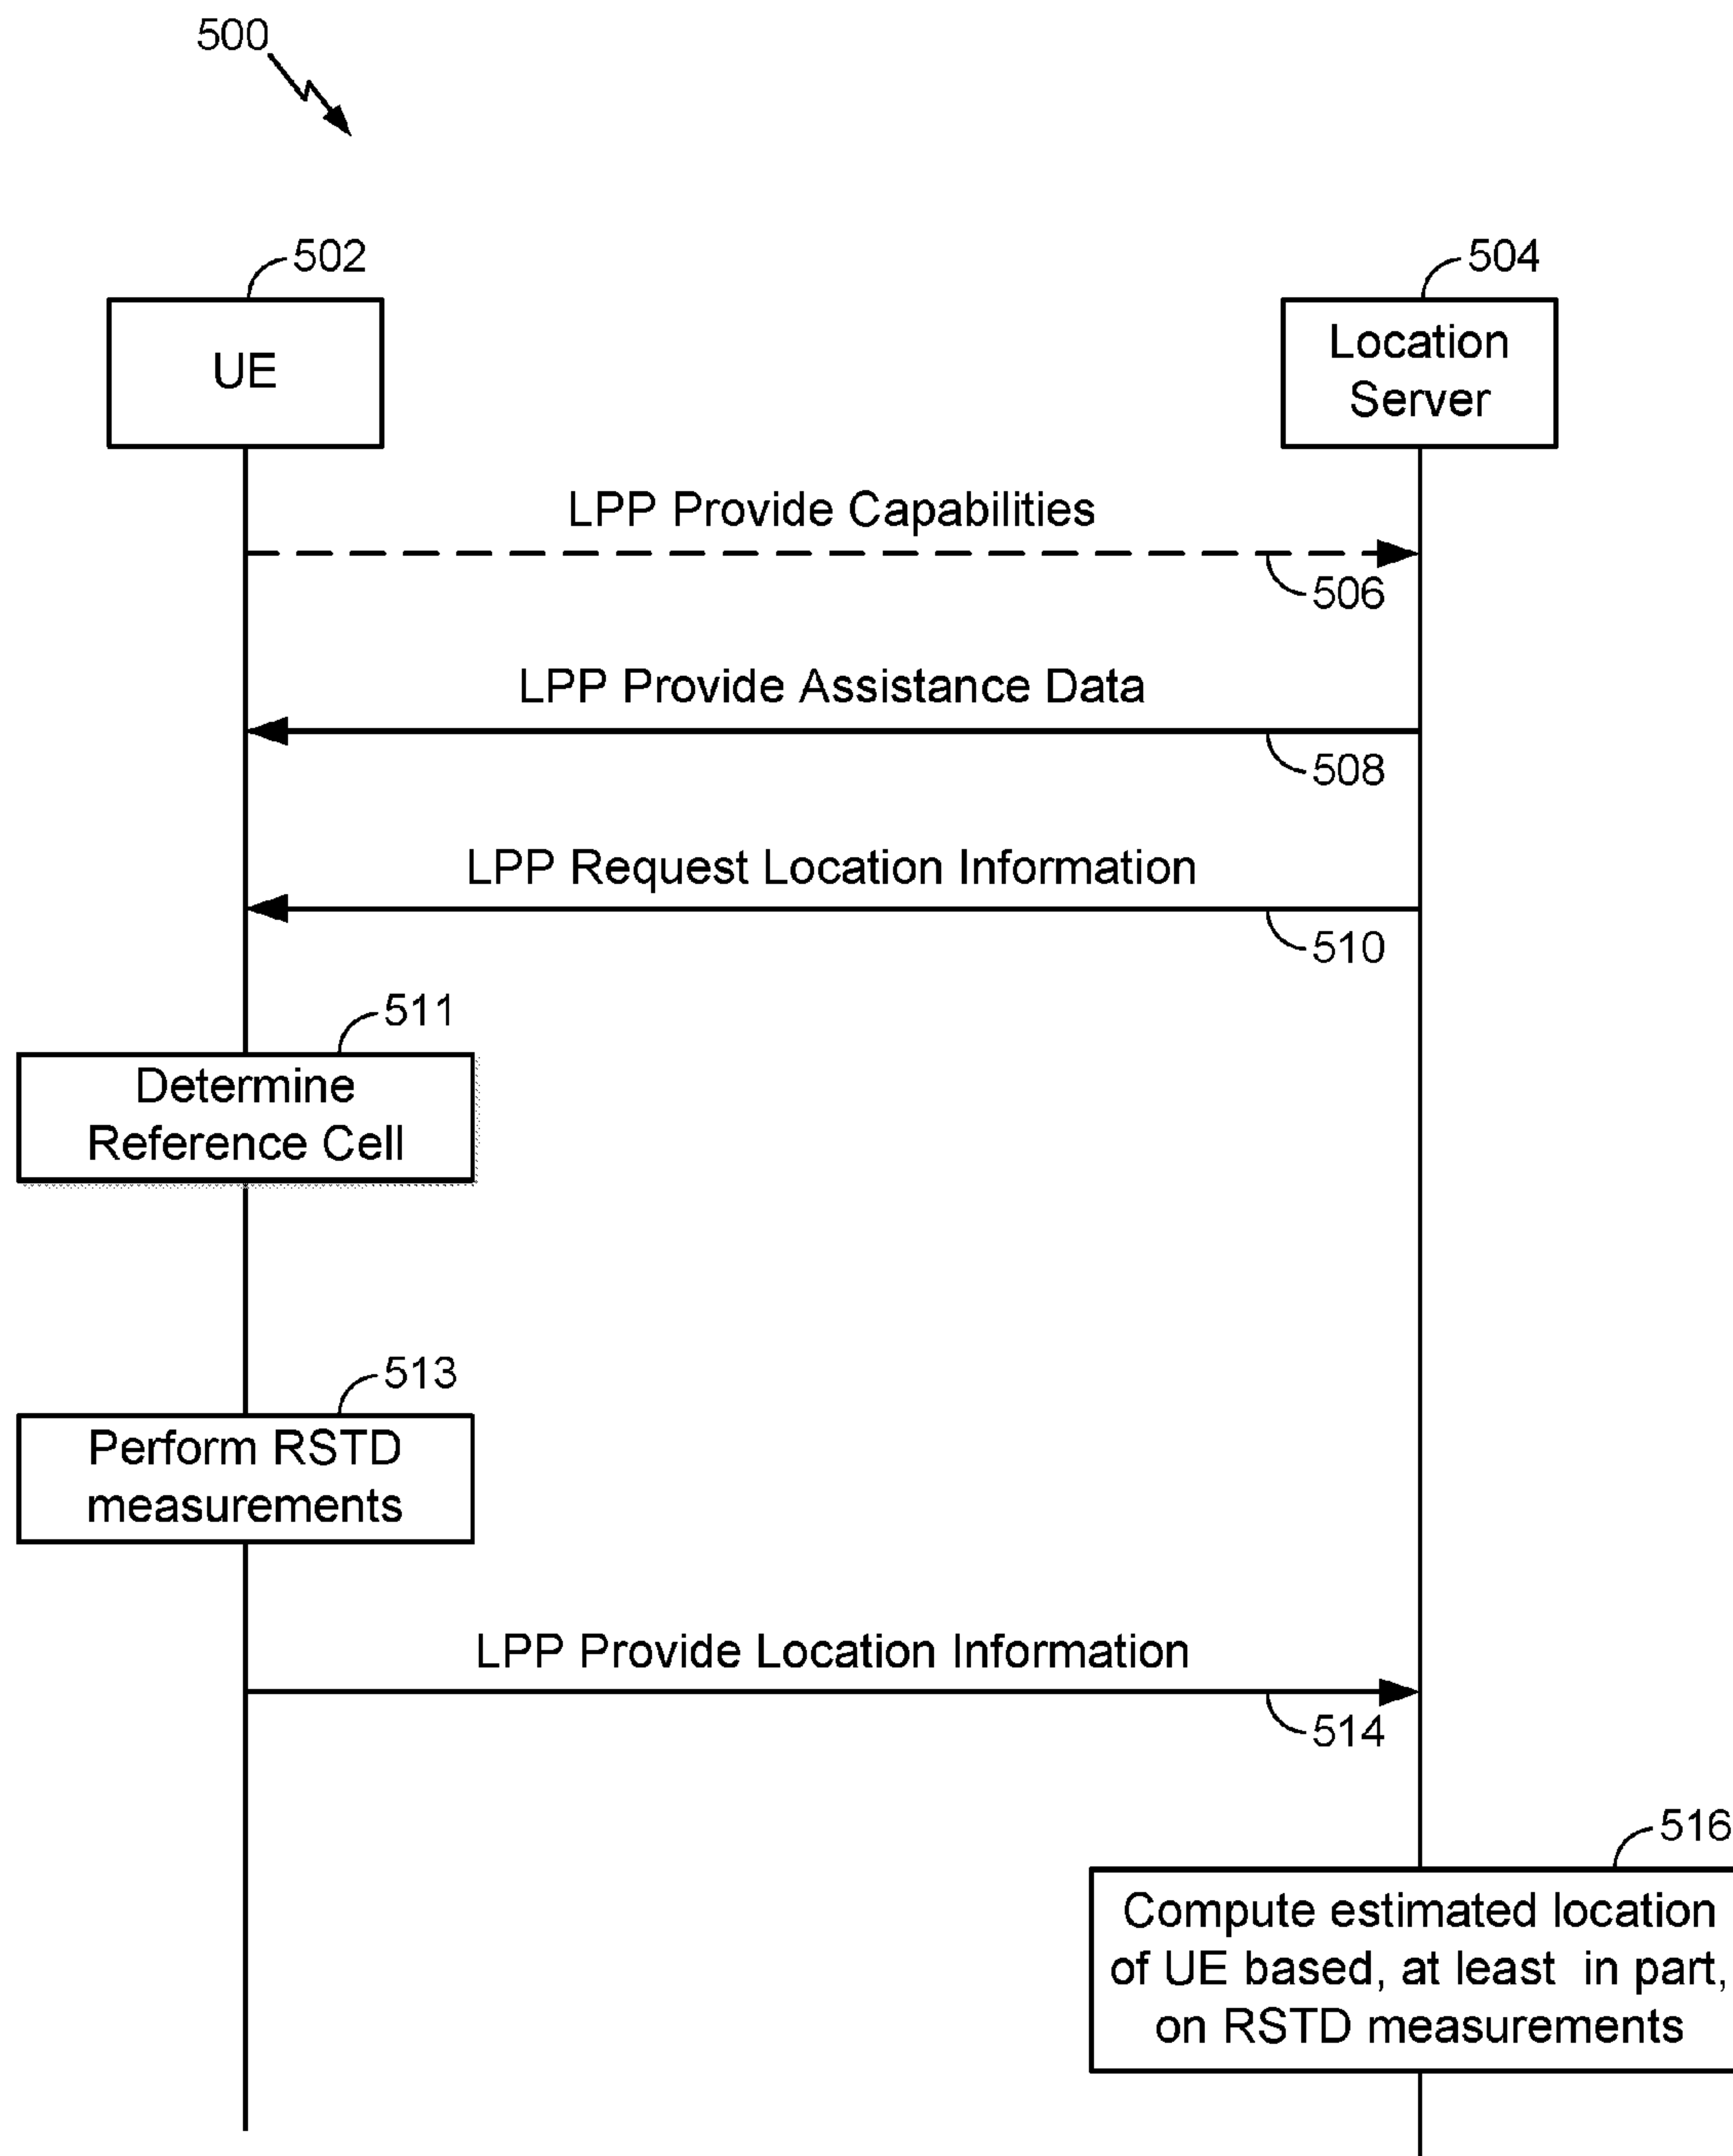 500
502
504
UE
Location
Server
LPP Provide Capabilities
506
LPP Provide Assistance Data
508
LPP Request Location Information
510
511
Determine
Reference Cell
513
Perform RSTD
measurements
LPP Provide Location Information
514
516
Compute estimated location
of UE based, at least in part,
on RSTD measurements